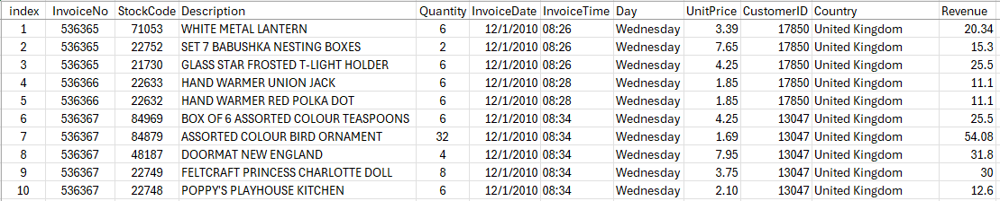 index InvoiceNo StockCode Description Quantity InvoiceDate InvoiceTime Day UnitPrice CustomerID Country Revenue
1 536365 71053 WHITE METAL LANTERN 6 12/1/2010 08:26 Wednesday 3.39 17850 United Kingdom 20.34
2 536365 22752 SET 7 BABUSHKA NESTING BOXES 2 12/1/2010 08:26 Wednesday 7.65 17850 United Kingdom 15.3
3 536365 21730 GLASS STAR FROSTED T-LIGHT HOLDER 6 12/1/2010 08:26 Wednesday 4.25 17850 United Kingdom 25.5
4 536366 22633 HAND WARMER UNION JACK 6 12/1/2010 08:28 Wednesday 1.85 17850 United Kingdom 11.1
5 536366 22632 HAND WARMER RED POLKA DOT 6 12/1/2010 08:28 Wednesday 1.85 17850 United Kingdom 11.1
6 536367 84969 BOX OF 6 ASSORTED COLOUR TEASPOONS 6 12/1/2010 08:34 Wednesday 4.25 13047 United Kingdom 25.5
7 536367 84879 ASSORTED COLOUR BIRD ORNAMENT 32 12/1/2010 08:34 Wednesday 1.69 13047 United Kingdom 54.08
8 536367 48187 DOORMAT NEW ENGLAND 4 12/1/2010 08:34 Wednesday 7.95 13047 United Kingdom 31.8
9 536367 22749 FELTCRAFT PRINCESS CHARLOTTE DOLL 8 12/1/2010 08:34 Wednesday 3.75 13047 United Kingdom 30
10 536367 22748 POPPY'S PLAYHOUSE KITCHEN 6 12/1/2010 08:34 Wednesday 2.10 13047 United Kingdom 12.6